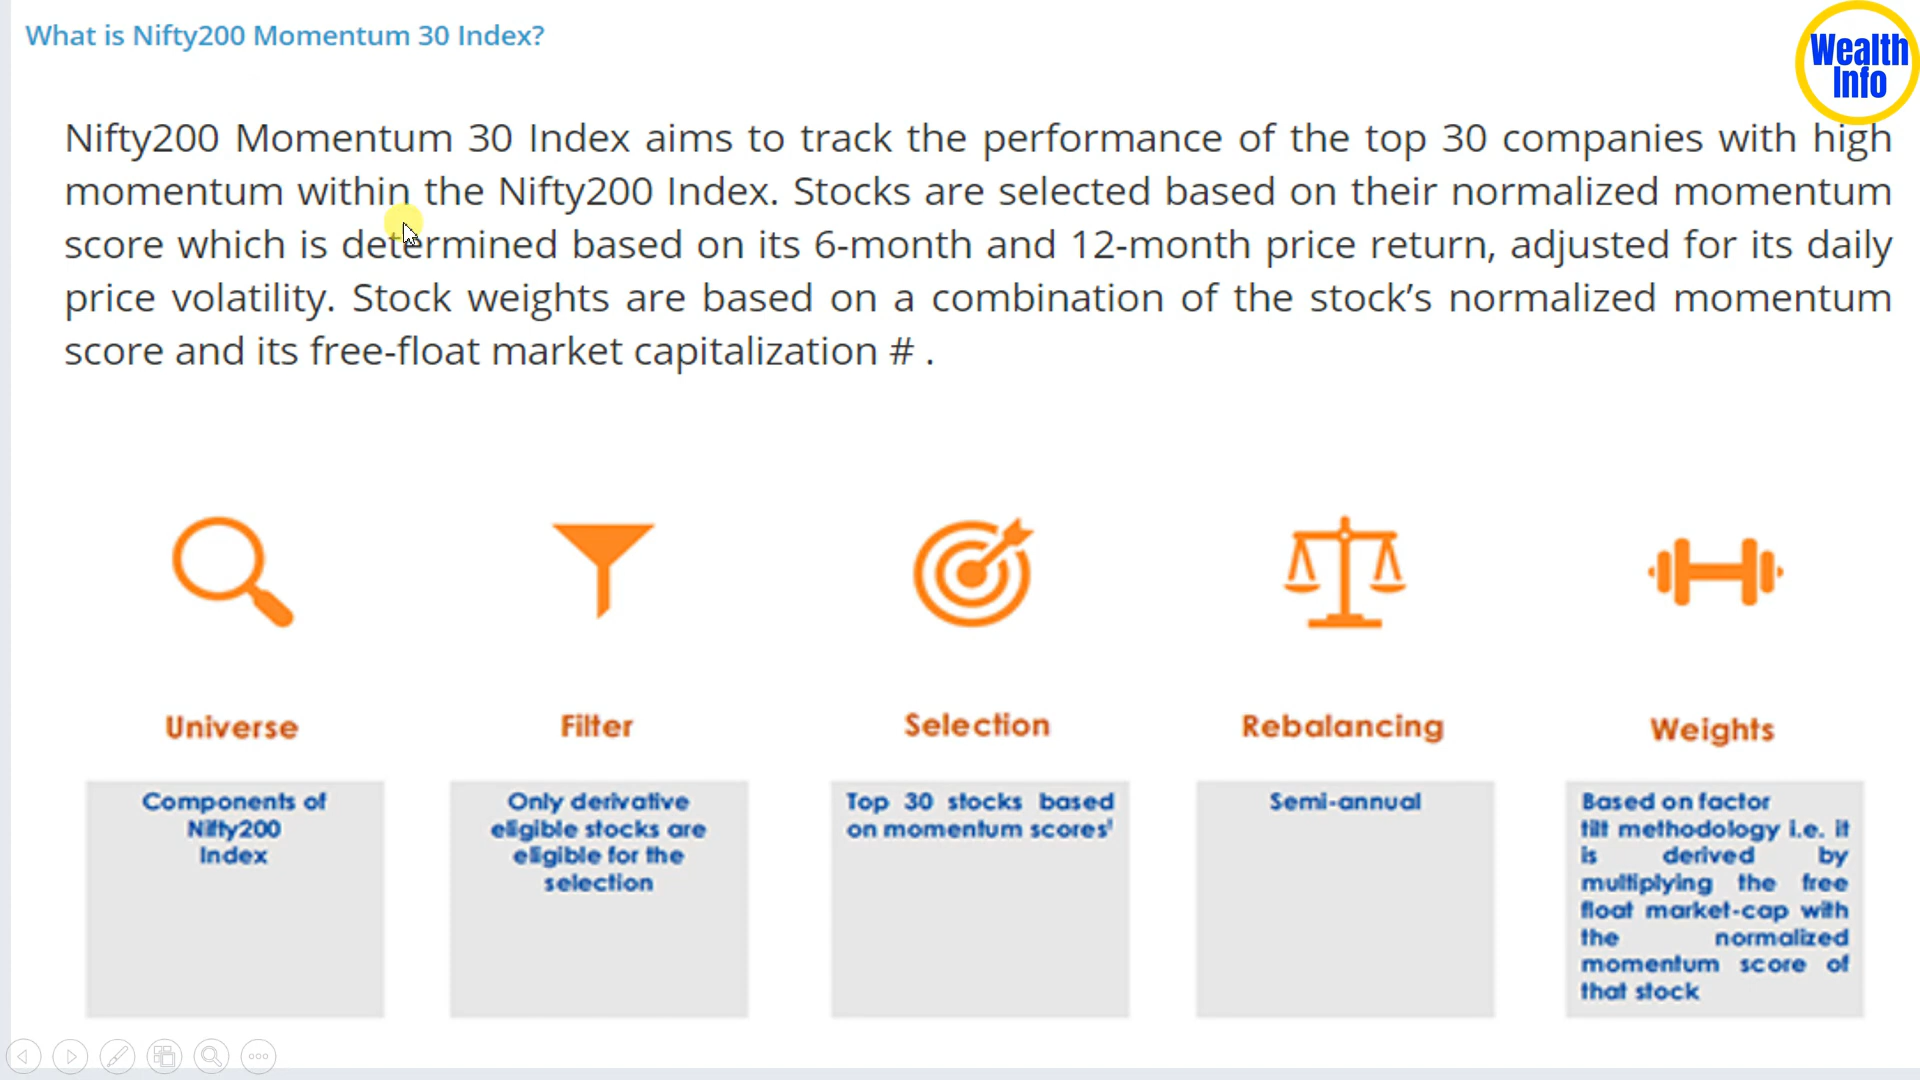 What is Nifty200 Momentum 30 Index?
Wealth
Info
Nifty200 Momentum 30 Index aims to track the performance of the top 30 companies with high
momentum within the Nifty200 Index. Stocks are selected based on their normalized momentum
score which is determined based on its 6-month and 12-month price return, adjusted for its daily
price volatility. Stock weights are based on a combination of the stock’s normalized momentum
score and its free-float market capitalization # .
Universe
Components of
Nifty200
Index
Filter
Only derivative
eligible stocks are
eligible for the
selection
Selection
Top 30 stocks based
on momentum scores¹
Rebalancing
Semi-annual
Weights
Based on factor
tilt methodology i.e. it
is derived by
multiplying the free
float market-cap with
the normalized
momentum score of
that stock